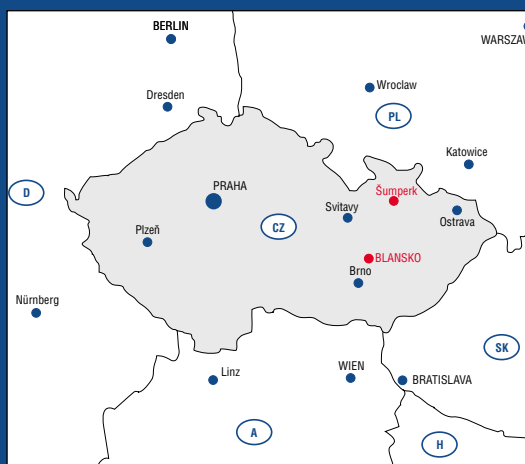 BERLIN
WARSZAW
Wroclaw
Dresden
PL
Katowice
D
PRAHA
Šumperk
Svitavy
Ostrava
CZ
Plzeň
BLANSKO
Brno
Nürnberg
SK
Linz
WIEN
BRATISLAVA
A
H